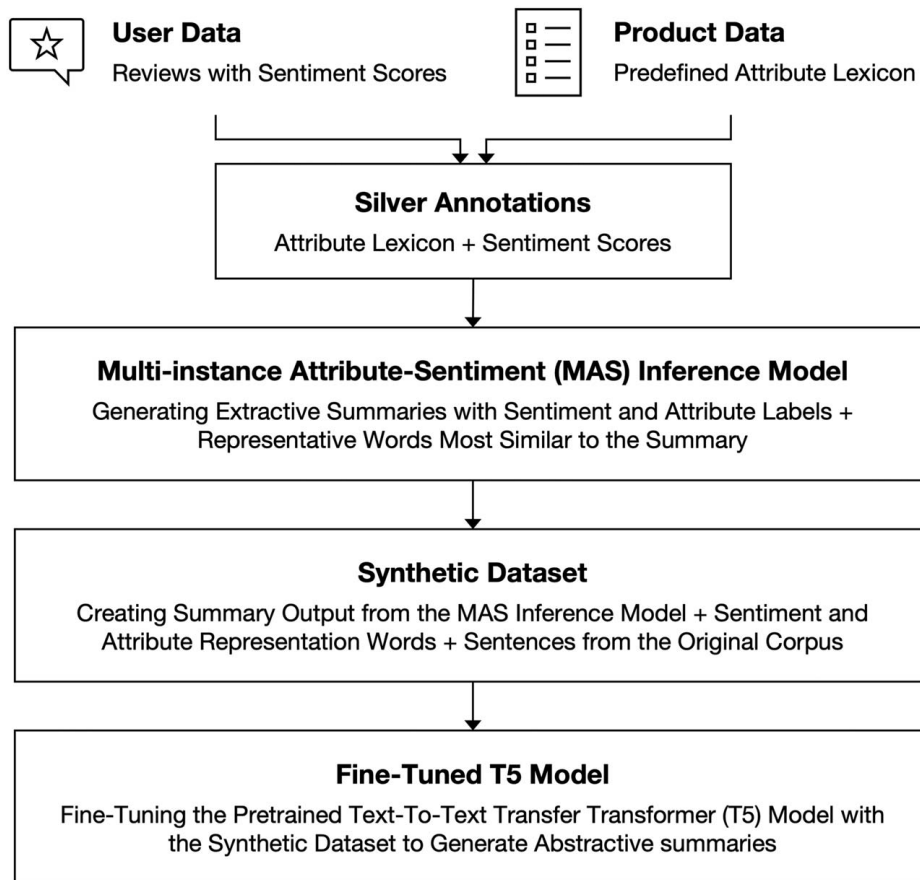 User Data
Reviews with Sentiment Scores
Product Data
Predefined Attribute Lexicon
Silver Annotations
Attribute Lexicon + Sentiment Scores
Multi-instance Attribute-Sentiment (MAS) Inference Model
Generating Extractive Summaries with Sentiment and Attribute Labels +
Representative Words Most Similar to the Summary
Synthetic Dataset
Creating Summary Output from the MAS Inference Model + Sentiment and
Attribute Representation Words + Sentences from the Original Corpus
Fine-Tuned T5 Model
Fine-Tuning the Pretrained Text-To-Text Transfer Transformer (T5) Model with
the Synthetic Dataset to Generate Abstractive summaries